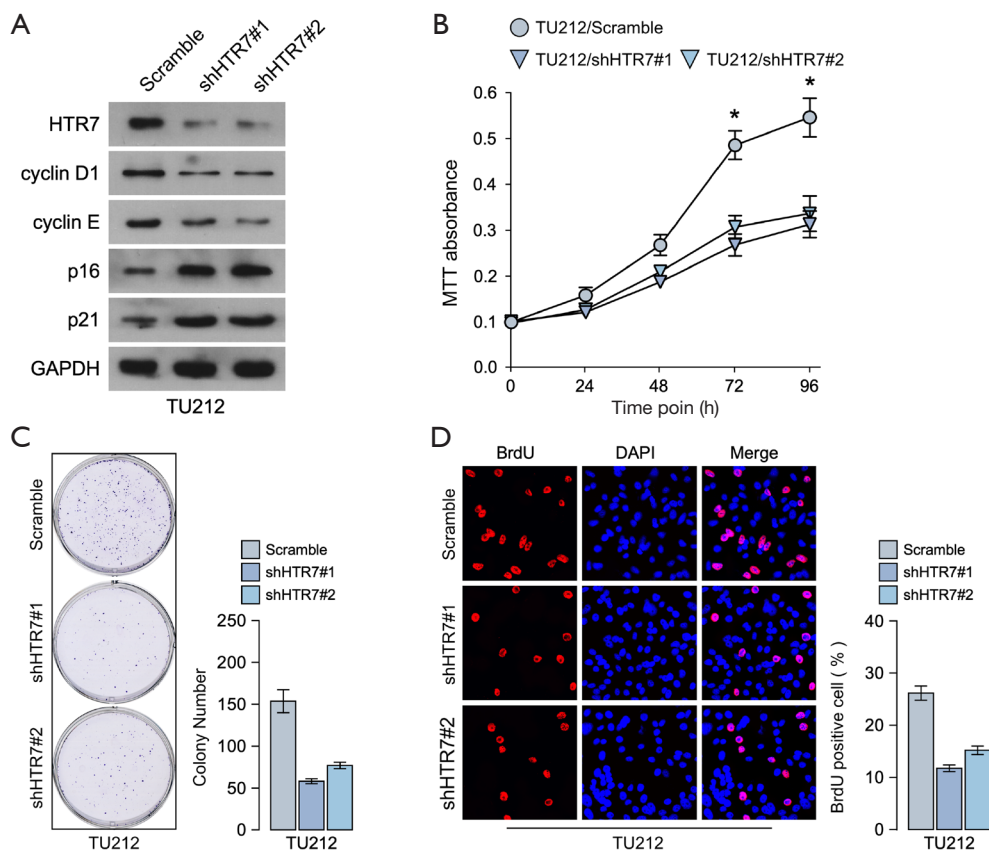 A
Scramble
shHTR7#1
shHTR7#2
HTR7
cyclin D1
cyclin E
p16
p21
GAPDH
TU212
B
TU212/Scramble
TU212/shHTR7#1 TU212/shHTR7#2
MTT absorbance
0.6
0.5
0.4
0.3
0.2
0.1
0.0
* *
0 24 48 72 96
Time poin (h)
C
Scramble
shHTR7#1
shHTR7#2
TU212
Scramble
shHTR7#1
shHTR7#2
Colony Number
250
200
150
100
50
0
TU212
D
BrdU DAPI Merge
Scramble
shHTR7#1
shHTR7#2
TU212
Scramble
shHTR7#1
shHTR7#2
BrdU positive cell ( % )
40
30
20
10
0
TU212